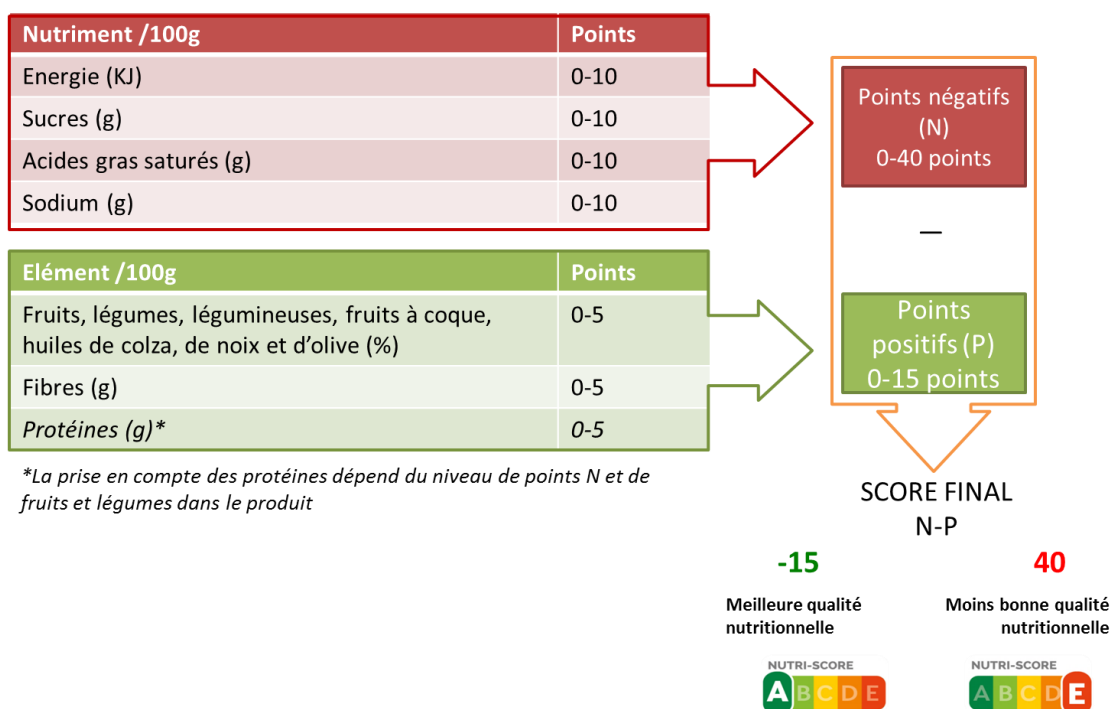 Nutriment /100g Points
Energie (KJ) 0-10
Sucres (g) 0-10
Acides gras saturés (g) 0-10
Sodium (g) 0-10
Points négatifs
(N)
0-40 points
—
Elément /100g Points
Fruits, légumes, légumineuses, fruits à coque, 0-5
huiles de colza, de noix et d’olive (%)
Fibres (g) 0-5
Protéines (g)* 0-5
Points
positifs (P)
0-15 points
*La prise en compte des protéines dépend du niveau de points N et de
fruits et légumes dans le produit
SCORE FINAL
N-P
-15 40
Meilleure qualité
nutritionnelle
Moins bonne qualité
nutritionnelle
NUTRI-SCORE
A B C D E
NUTRI-SCORE
A B C D E